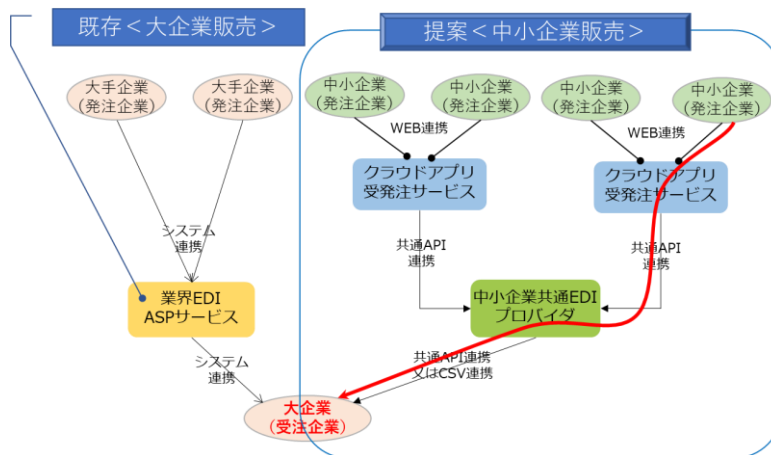 既存＜大企業販売＞
提案＜中小企業販売＞
大手企業
(発注企業)
大手企業
(発注企業)
中小企業
(発注企業)
中小企業
(発注企業)
中小企業
(発注企業)
中小企業
(発注企業)
WEB連携
WEB連携
クラウドアプリ
受発注サービス
クラウドアプリ
受発注サービス
システム
連携
共通API
連携
共通API
連携
業界EDI
ASPサービス
中小企業共通EDI
プロバイダ
システム
連携
共通API連携
又はCSV連携
大企業
（受注企業）